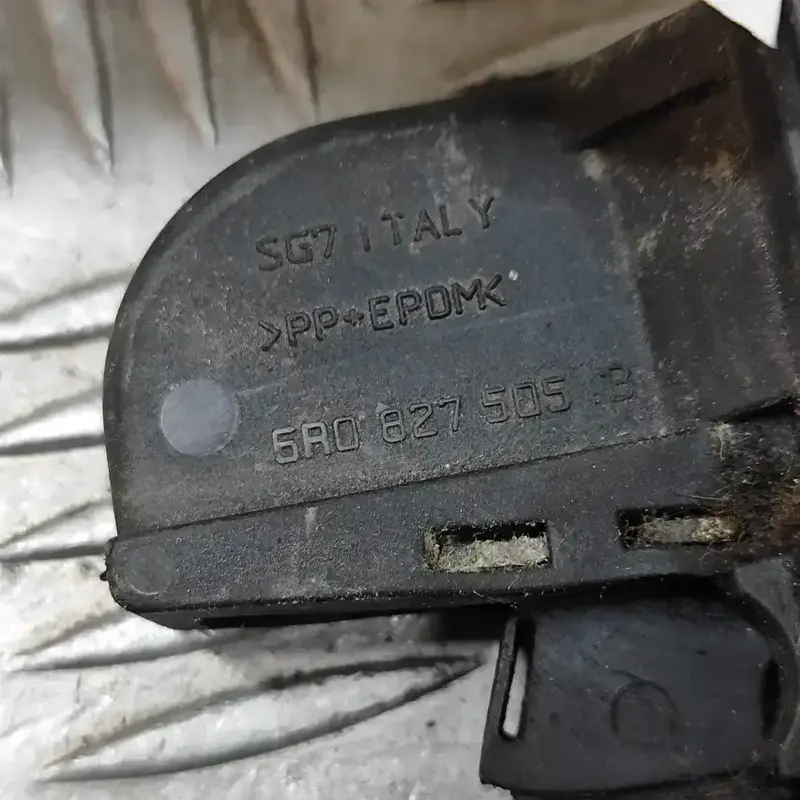 SG7 ITALY
>PP+EPDM<
6R0 827 505 B